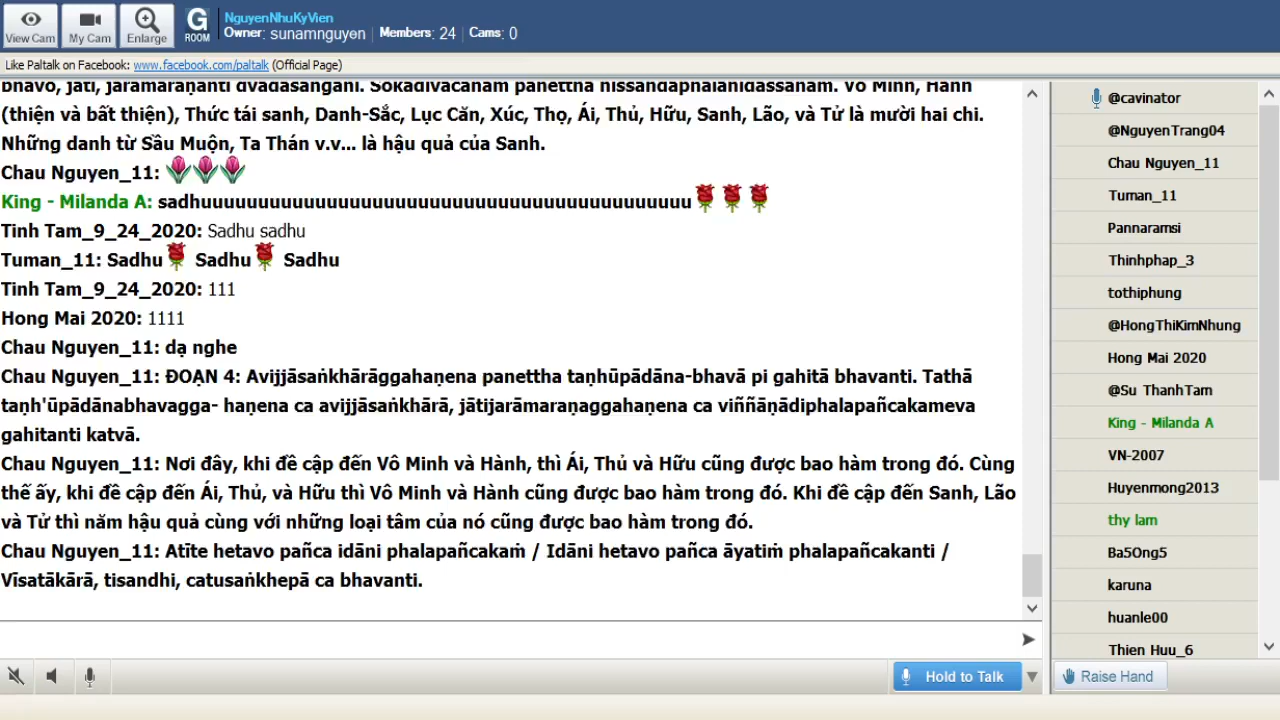 View Cam
My Cam
Enlarge
G
ROOM
NguyenNhuKyVien
Owner: sunamnguyen | Members: 24 | Cams: 0
Like Paltalk on Facebook: www.facebook.com/paltalk (Official Page)
bhavo, jāti, jarāmaraṇanti dvādasaṅgāni. Sokādivacanaṁ panettha nissandaphalanidassanaṁ. Vô Minh, Hành
(thiện và bất thiện), Thức tái sanh, Danh-Sắc, Lục Căn, Xúc, Thọ, Ái, Thủ, Hữu, Sanh, Lão, và Tử là mười hai chi.
Những danh từ Sầu Muộn, Ta Thán v.v... là hậu quả của Sanh.
Chau Nguyen_11:
King - Milanda A: sadhuuuuuuuuuuuuuuuuuuuuuuuuuuuuuuuuuuuuuuuuuuu
Tinh Tam_9_24_2020: Sadhu sadhu
Tuman_11: Sadhu Sadhu Sadhu
Tinh Tam_9_24_2020: 111
Hong Mai 2020: 1111
Chau Nguyen_11: dạ nghe
Chau Nguyen_11: ĐOẠN 4: Avijjāsaṅkhārāggahaṇena panettha taṇhūpādāna-bhavā pi gahitā bhavanti. Tathā
taṇh'ūpādānabhavagga- haṇena ca avijjāsaṅkhārā, jātijarāmaraṇaggahaṇena ca viññāṇādiphalapañcakameva
gahitanti katvā.
Chau Nguyen_11: Nơi đây, khi đề cập đến Vô Minh và Hành, thì Ái, Thủ và Hữu cũng được bao hàm trong đó. Cùng
thế ấy, khi đề cập đến Ái, Thủ, và Hữu thì Vô Minh và Hành cũng được bao hàm trong đó. Khi đề cập đến Sanh, Lão
và Tử thì năm hậu quả cùng với những loại tâm của nó cũng được bao hàm trong đó.
Chau Nguyen_11: Atīte hetavo pañca idāni phalapañcakaṁ / Idāni hetavo pañca āyatiṁ phalapañcakanti /
Vīsatākārā, tisandhi, catusaṅkhepā ca bhavanti.
Hold to Talk
@cavinator
@NguyenTrang04
Chau Nguyen_11
Tuman_11
Pannaramsi
Thinhphap_3
tothiphung
@HongThiKimNhung
Hong Mai 2020
@Su ThanhTam
King - Milanda A
VN-2007
Huyenmong2013
thy lam
Ba5Ong5
karuna
huanle00
Thien Huu_6
Raise Hand